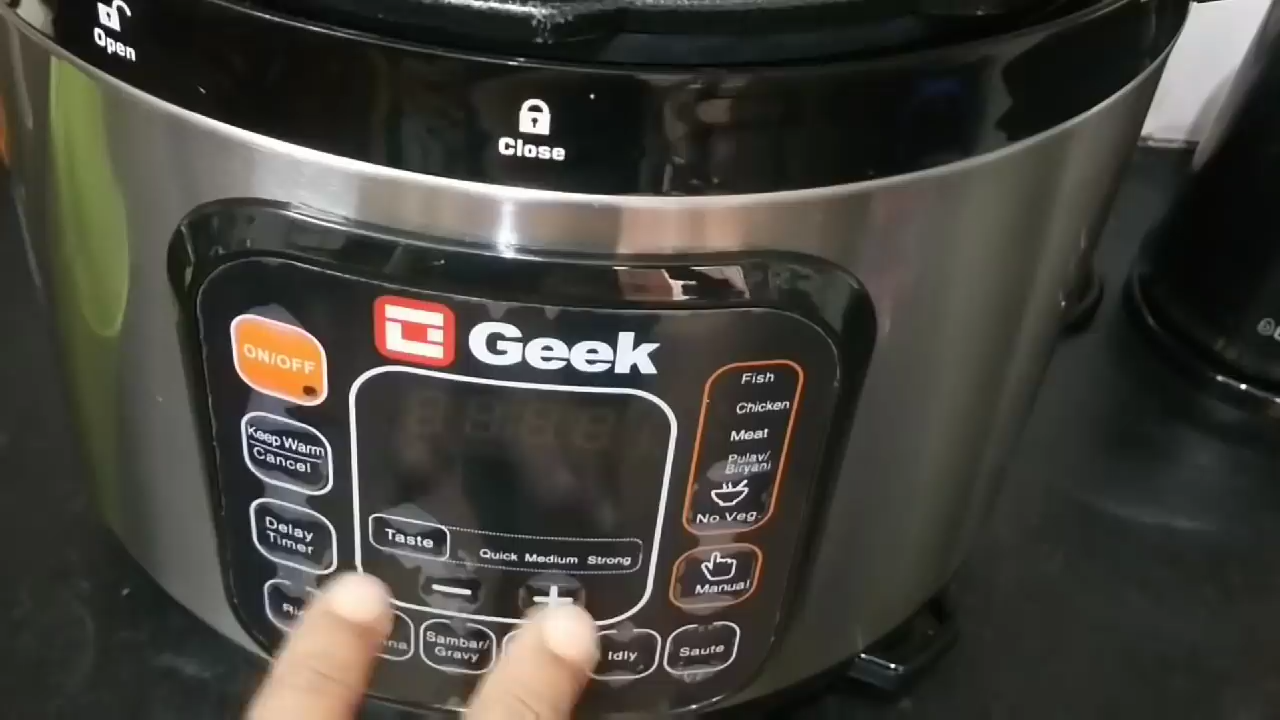 Open
Close
Geek
ON/OFF
Keep Warm
Cancel
Delay
Timer
Taste
Quick Medium Strong
Fish
Chicken
Meat
Pulav/
Biryani
No Veg.
Manual
Sambar/
Gravy
Idly
Saute